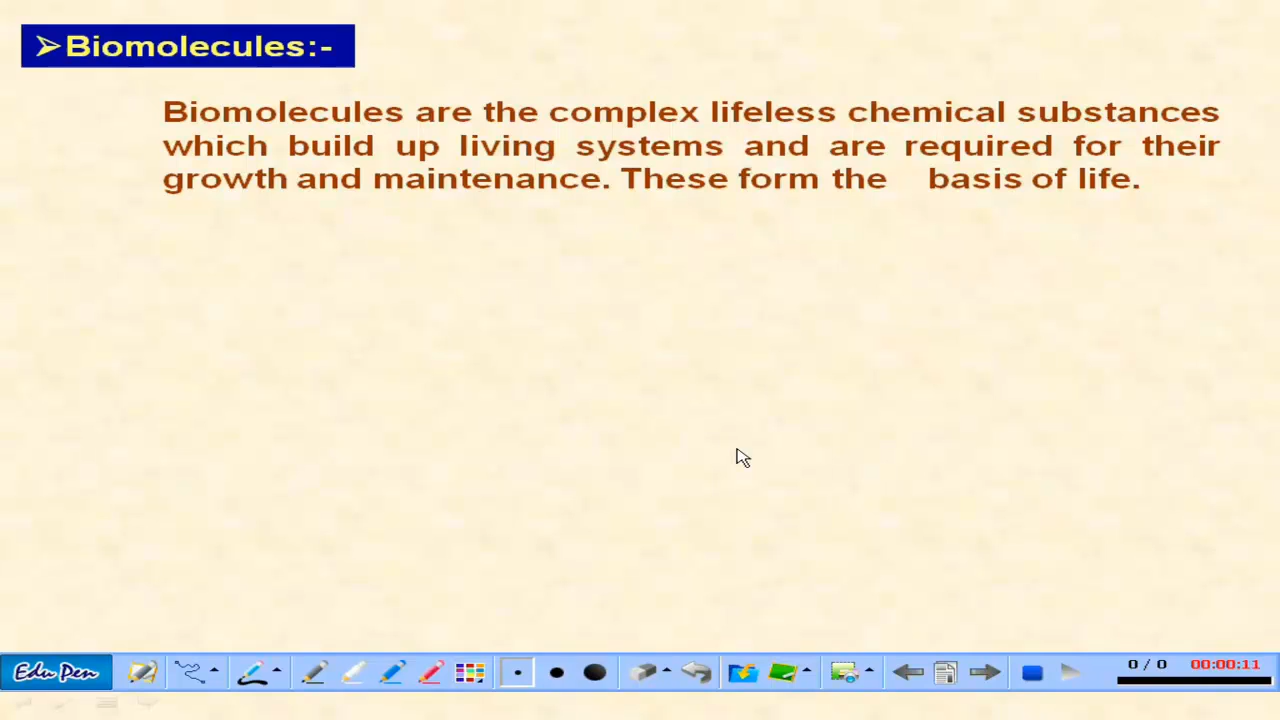 ➢Biomolecules:-
Biomolecules are the complex lifeless chemical substances
which build up living systems and are required for their
growth and maintenance. These form the basis of life.
Edu Pen
0 / 0 00:00:11